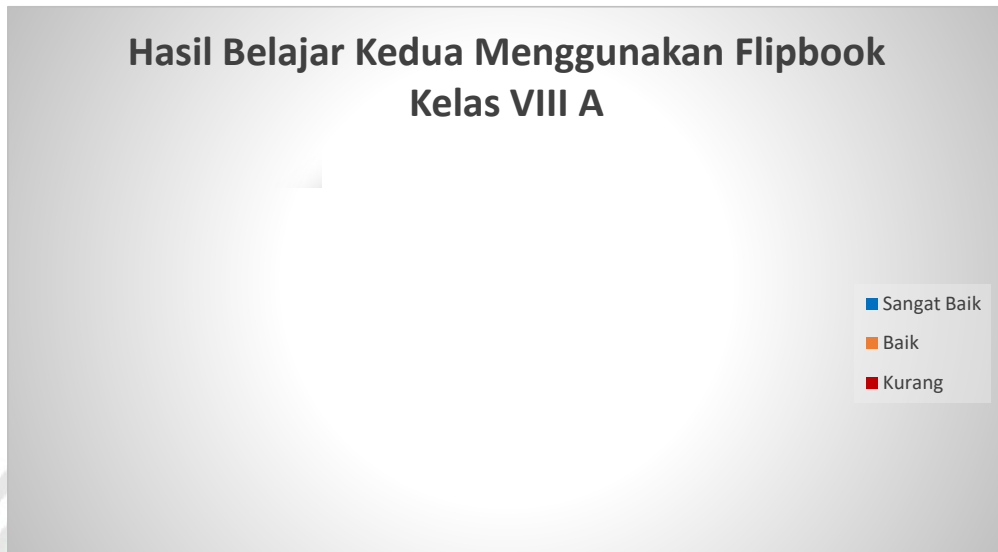 Hasil Belajar Kedua Menggunakan Flipbook
Kelas VIII A
Sangat Baik
Baik
Kurang